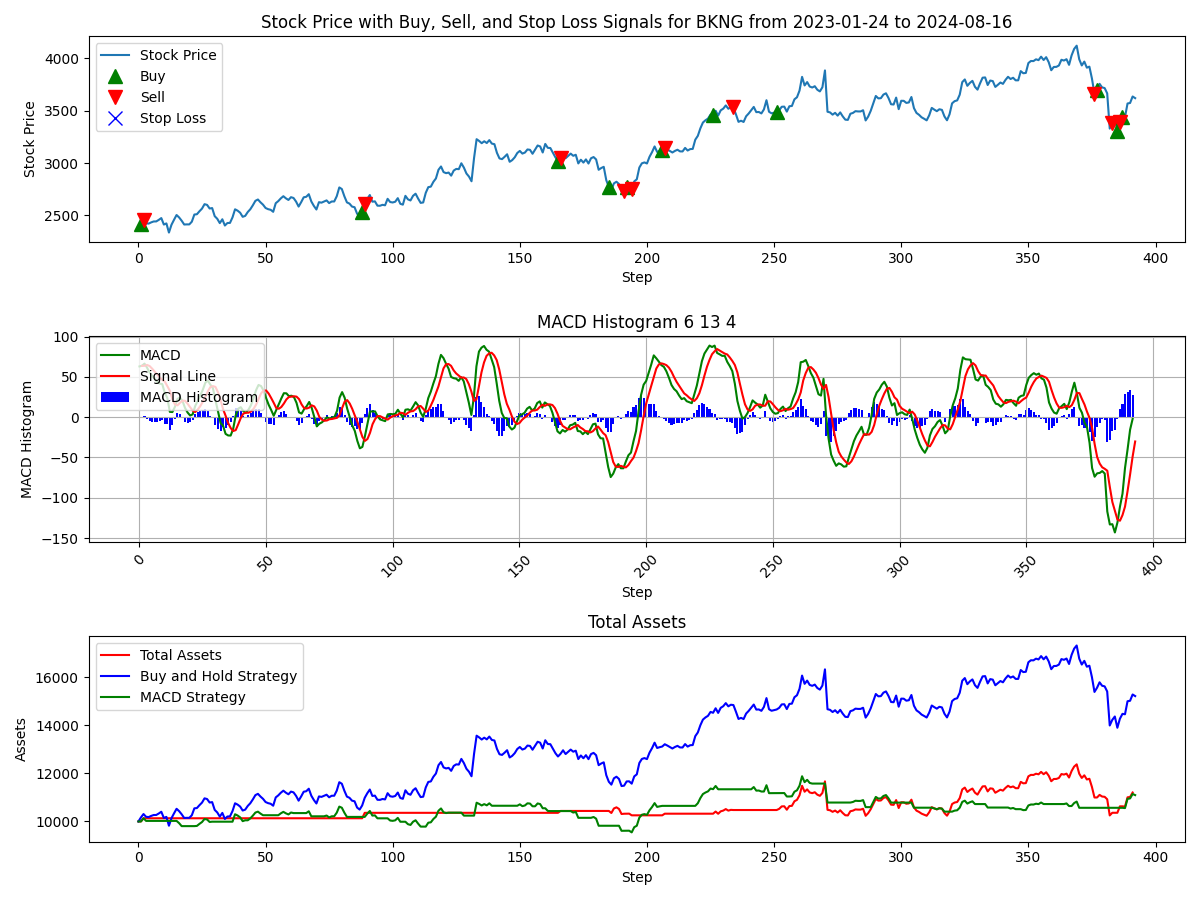 Stock Price with Buy, Sell, and Stop Loss Signals for BKNG from 2023-01-24 to 2024-08-16
Stock Price
Buy
Sell
Stop Loss
Stock Price
4000
3500
3000
2500
0 50 100 150 200 250 300 350 400
Step
MACD Histogram 6 13 4
MACD
Signal Line
MACD Histogram
MACD Histogram
100
50
0
−50
−100
−150
0 50 100 150 200 250 300 350 400
Step
Total Assets
Total Assets
Buy and Hold Strategy
MACD Strategy
Assets
16000
14000
12000
10000
0 50 100 150 200 250 300 350 400
Step